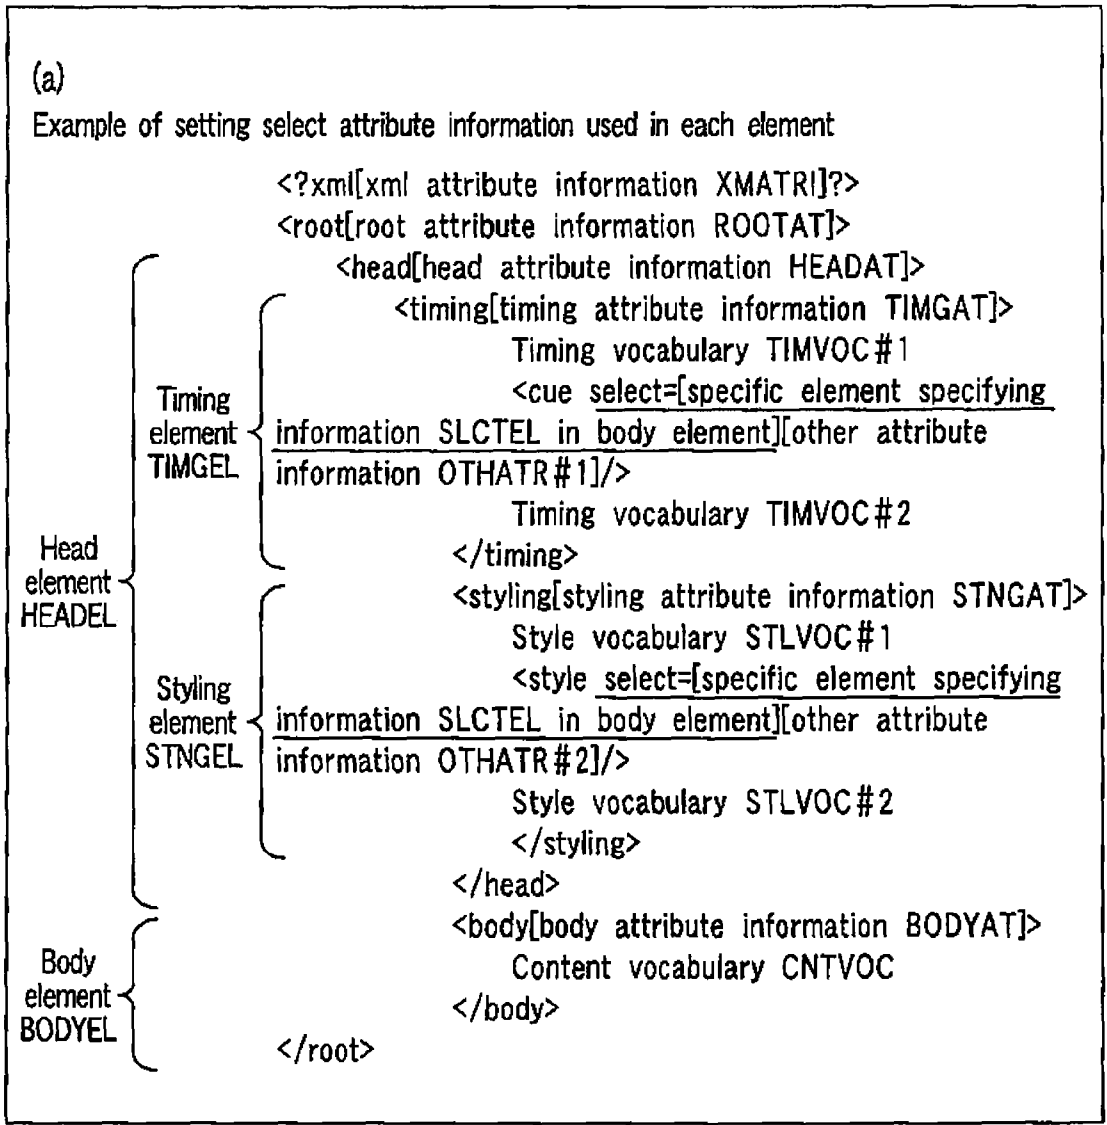 (a)
Example of setting select attribute information used in each element
<?xml[xml attribute information XMATRI]?>
<root[root attribute information ROOTAT]>
<head[head attribute information HEADAT]>
<timing[timing attribute information TIMGAT]>
Timing vocabulary TIMVOC#1
<cue select=[specific element specifying
information SLCTEL in body element][other attribute
information OTHATR#1]/>
Timing vocabulary TIMVOC#2
</timing>
Timing
element
TIMGEL
Head
element
HEADEL
<styling[styling attribute information STNGAT]>
Style vocabulary STLVOC#1
<style select=[specific element specifying
information SLCTEL in body element][other attribute
information OTHATR#2]/>
Style vocabulary STLVOC#2
</styling>
Styling
element
STNGEL
</head>
<body[body attribute information BODYAT]>
Content vocabulary CNTVOC
</body>
Body
element
BODYEL
</root>